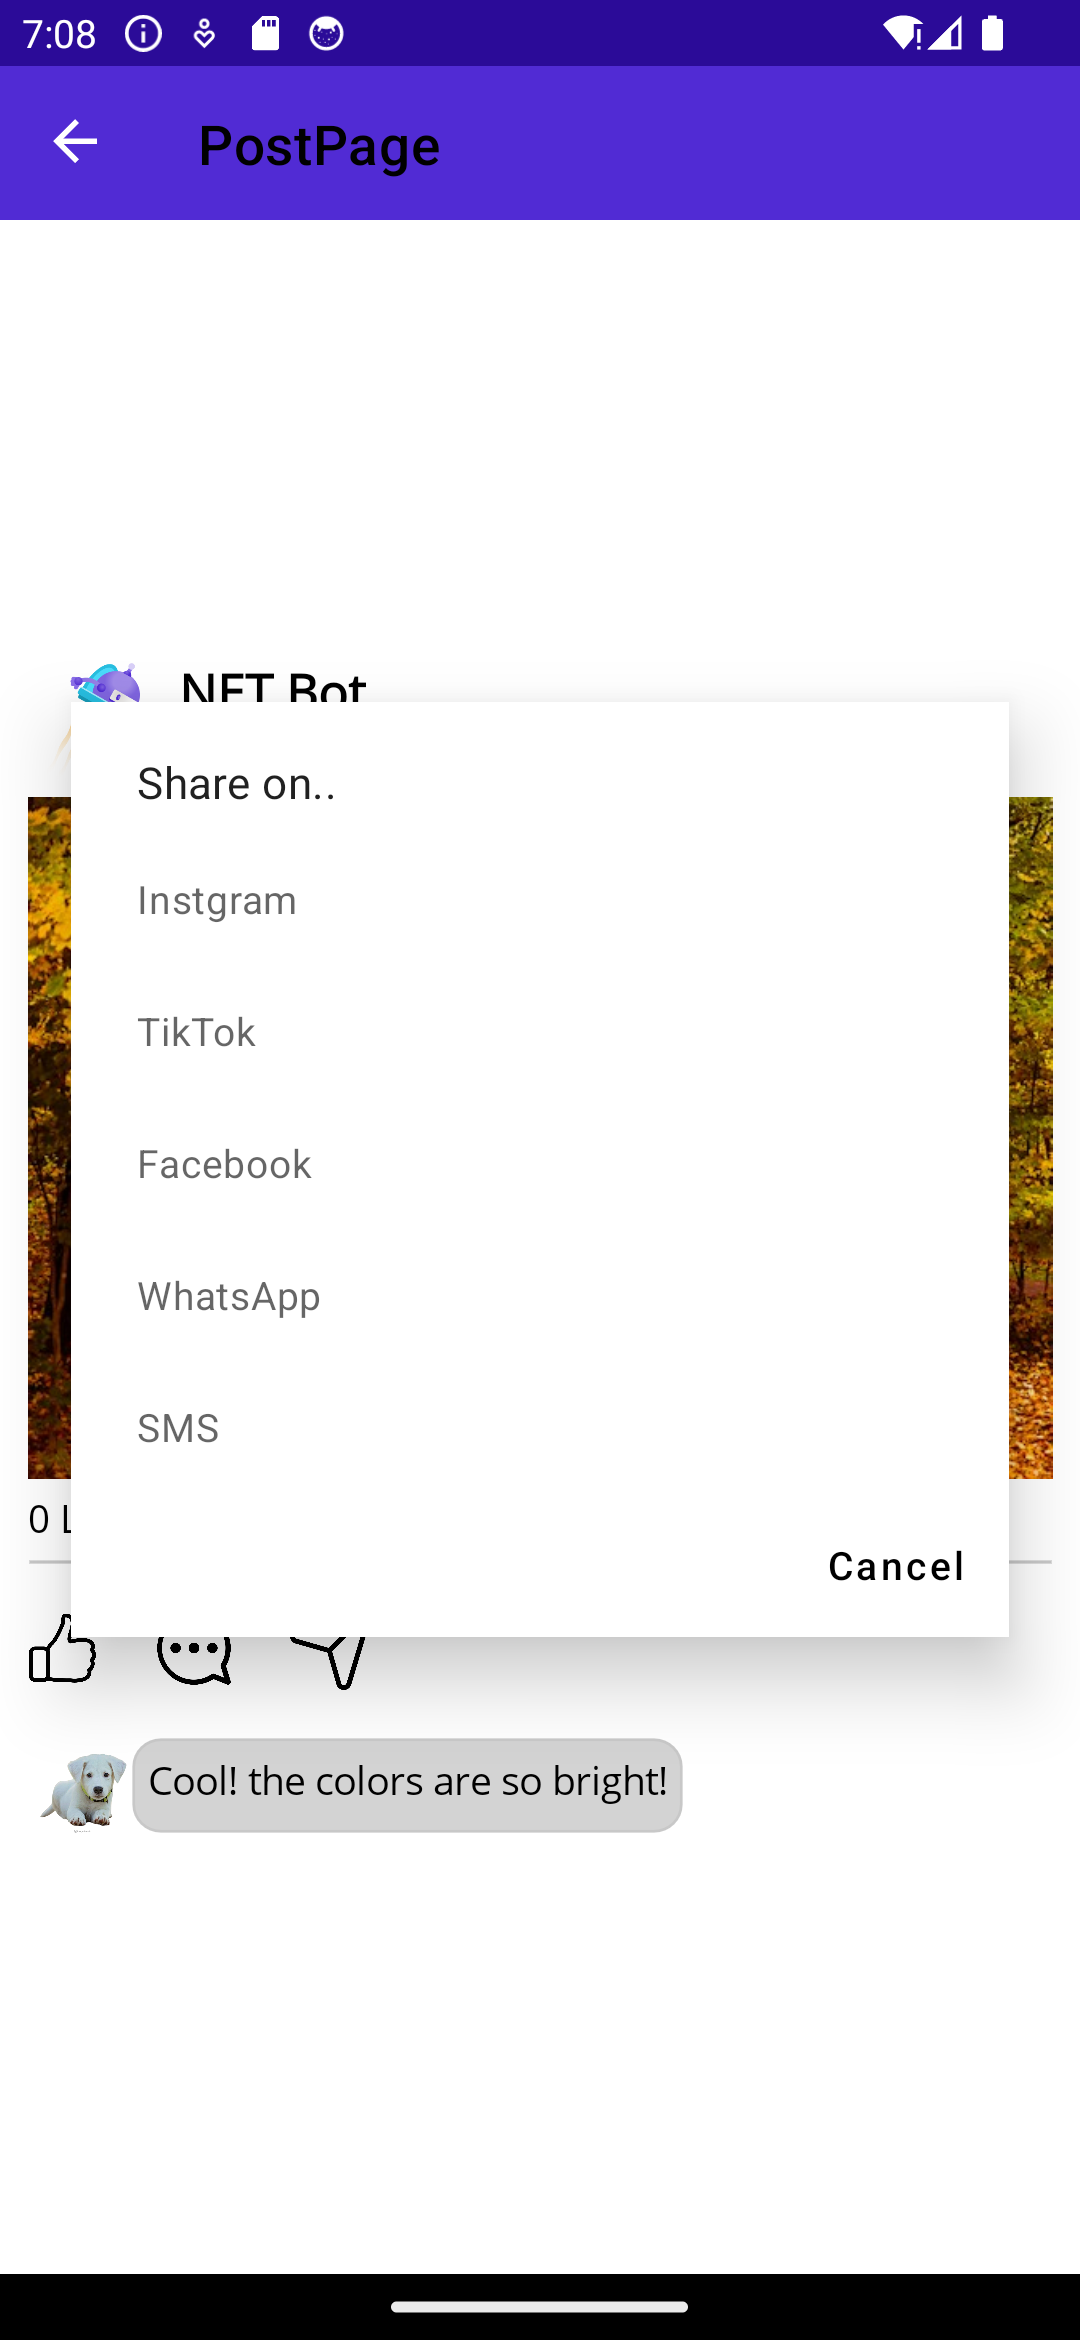 7:08
PostPage
NFT Bot
Share on..
Instgram
TikTok
Facebook
WhatsApp
SMS
0 L
Cancel
Cool! the colors are so bright!